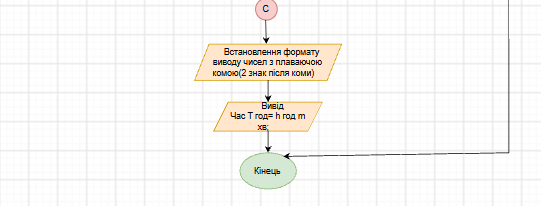 C
Встановлення формату
виводу чисел з плаваючою
комою(2 знак після коми)
Вивід
Час T год= h год m
хв;
Кінець